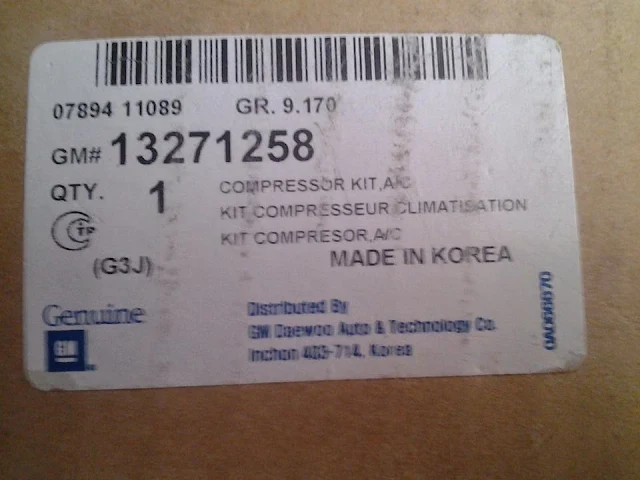 07894 11089 GR. 9.170
GM# 13271258
QTY. 1
COMPRESSOR KIT,A/C
KIT COMPRESSEUR CLIMATISATION
KIT COMPRESOR,A/C
(G3J)
MADE IN KOREA
Genuine
GM
Distributed By
GM Daewoo Auto & Technology Co.
Inchon 403-714, Korea